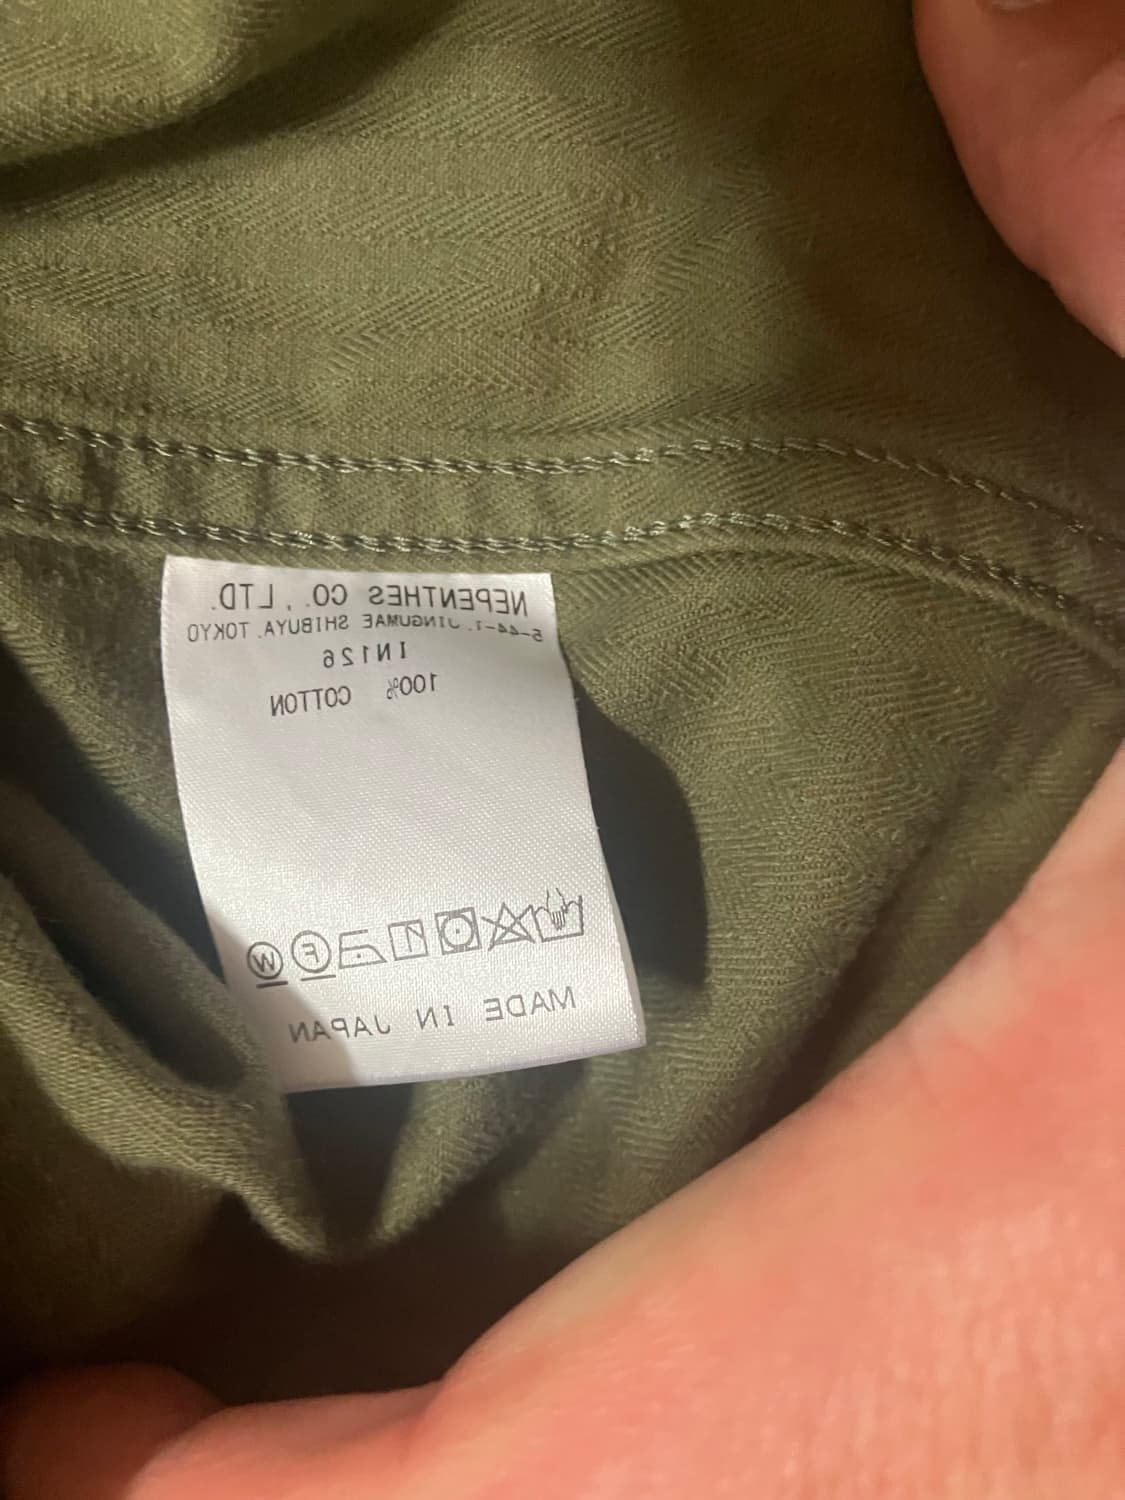 NEPENTHES CO., LTD.
5-44-1. JINGUMAE SHIBUYA. TOKYO
IN126
100% COTTON
W F
MADE IN JAPAN